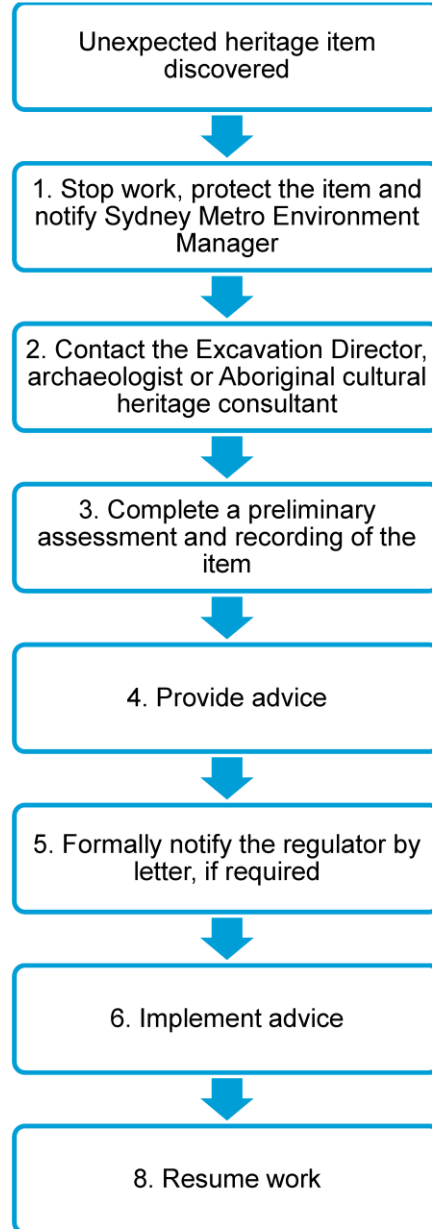 Unexpected heritage item
discovered
1. Stop work, protect the item and
notify Sydney Metro Environment
Manager
2. Contact the Excavation Director,
archaeologist or Aboriginal cultural
heritage consultant
3. Complete a preliminary
assessment and recording of the
item
4. Provide advice
5. Formally notify the regulator by
letter, if required
6. Implement advice
8. Resume work